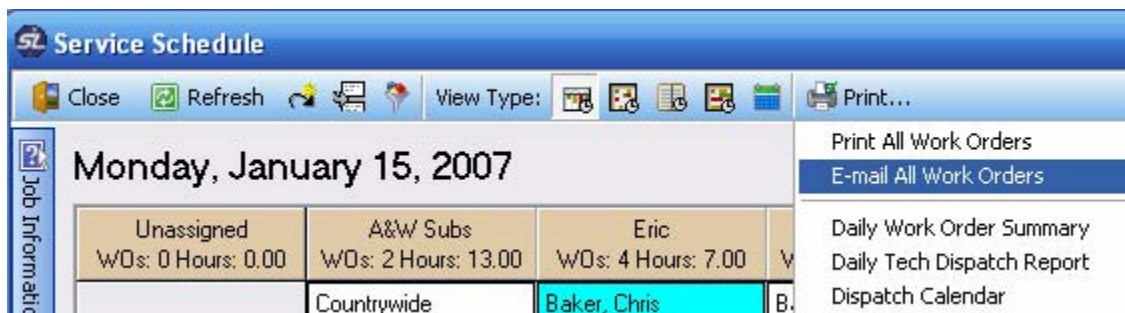 Service Schedule
Close Refresh View Type: Print...
Print All Work Orders
E-mail All Work Orders
Daily Work Order Summary
Daily Tech Dispatch Report
Dispatch Calendar
Job Informatio
Monday, January 15, 2007
Unassigned A&W Subs Eric
WOs: 0 Hours: 0.00 WOs: 2 Hours: 13.00 WOs: 4 Hours: 7.00
Countrywide Baker, Chris